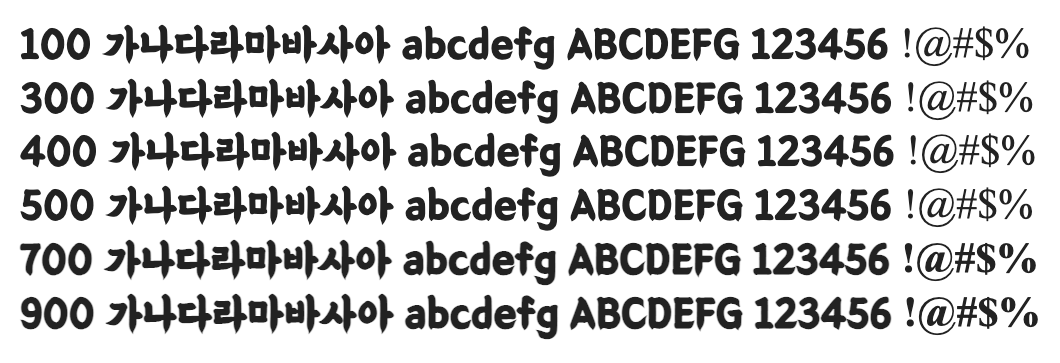 100 가나다라마바사아 abcdefg ABCDEFG 123456 !@#$%
300 가나다라마바사아 abcdefg ABCDEFG 123456 !@#$%
400 가나다라마바사아 abcdefg ABCDEFG 123456 !@#$%
500 가나다라마바사아 abcdefg ABCDEFG 123456 !@#$%
700 가나다라마바사아 abcdefg ABCDEFG 123456 !@#$%
900 가나다라마바사아 abcdefg ABCDEFG 123456 !@#$%